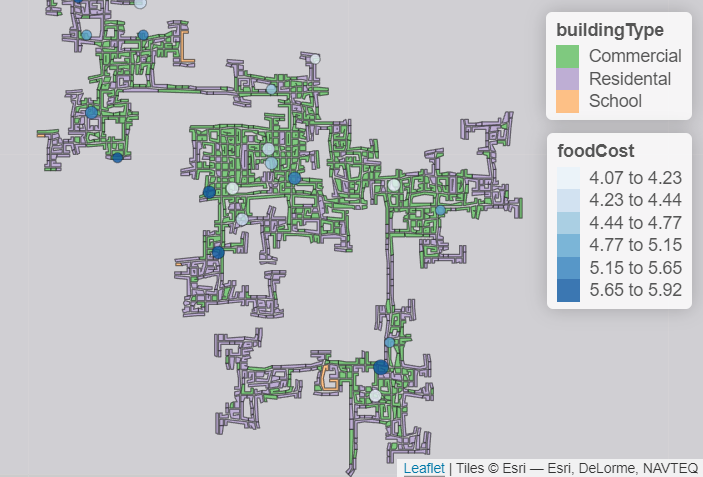 buildingType
Commercial
Residental
School
foodCost
4.07 to 4.23
4.23 to 4.44
4.44 to 4.77
4.77 to 5.15
5.15 to 5.65
5.65 to 5.92
Leaflet | Tiles © Esri — Esri, DeLorme, NAVTEQ